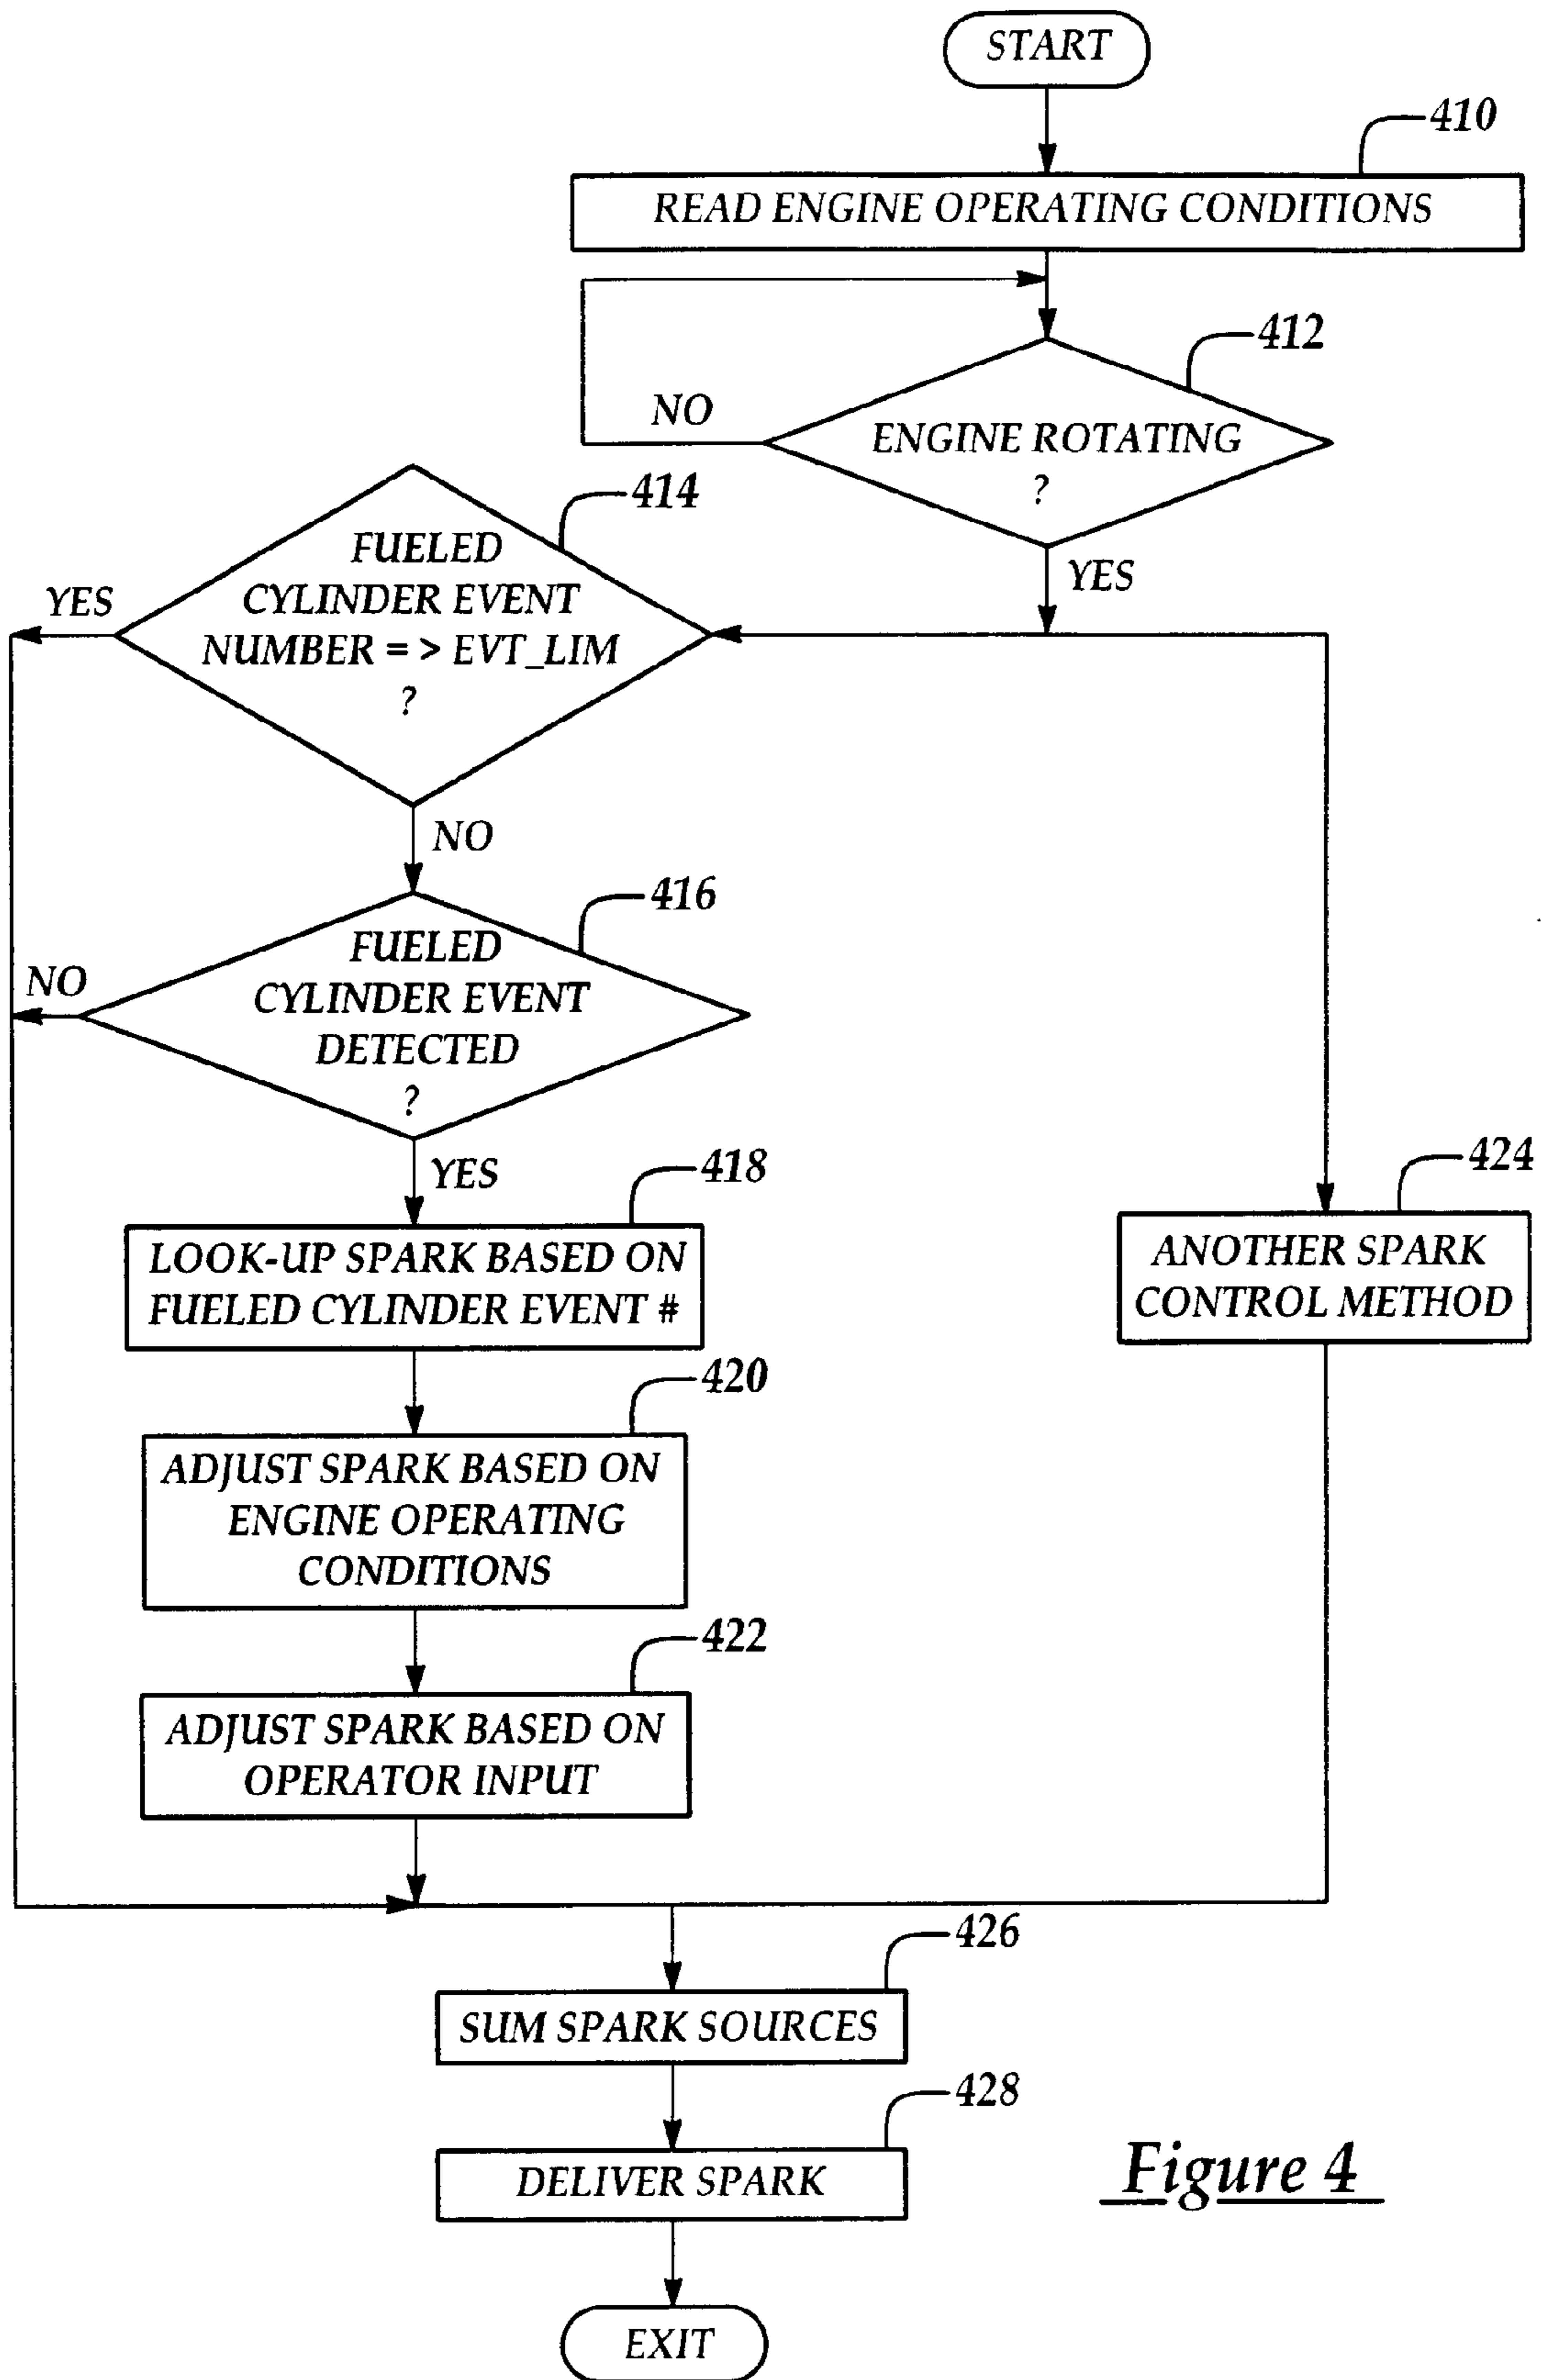 START
410
READ ENGINE OPERATING CONDITIONS
412
NO
ENGINE ROTATING
?
YES
414
FUELED
CYLINDER EVENT
NUMBER = > EVT_LIM
?
YES
NO
416
FUELED
CYLINDER EVENT
DETECTED
?
NO
YES
418
LOOK-UP SPARK BASED ON
FUELED CYLINDER EVENT #
424
ANOTHER SPARK
CONTROL METHOD
420
ADJUST SPARK BASED ON
ENGINE OPERATING
CONDITIONS
422
ADJUST SPARK BASED ON
OPERATOR INPUT
426
SUM SPARK SOURCES
428
DELIVER SPARK
EXIT
Figure 4